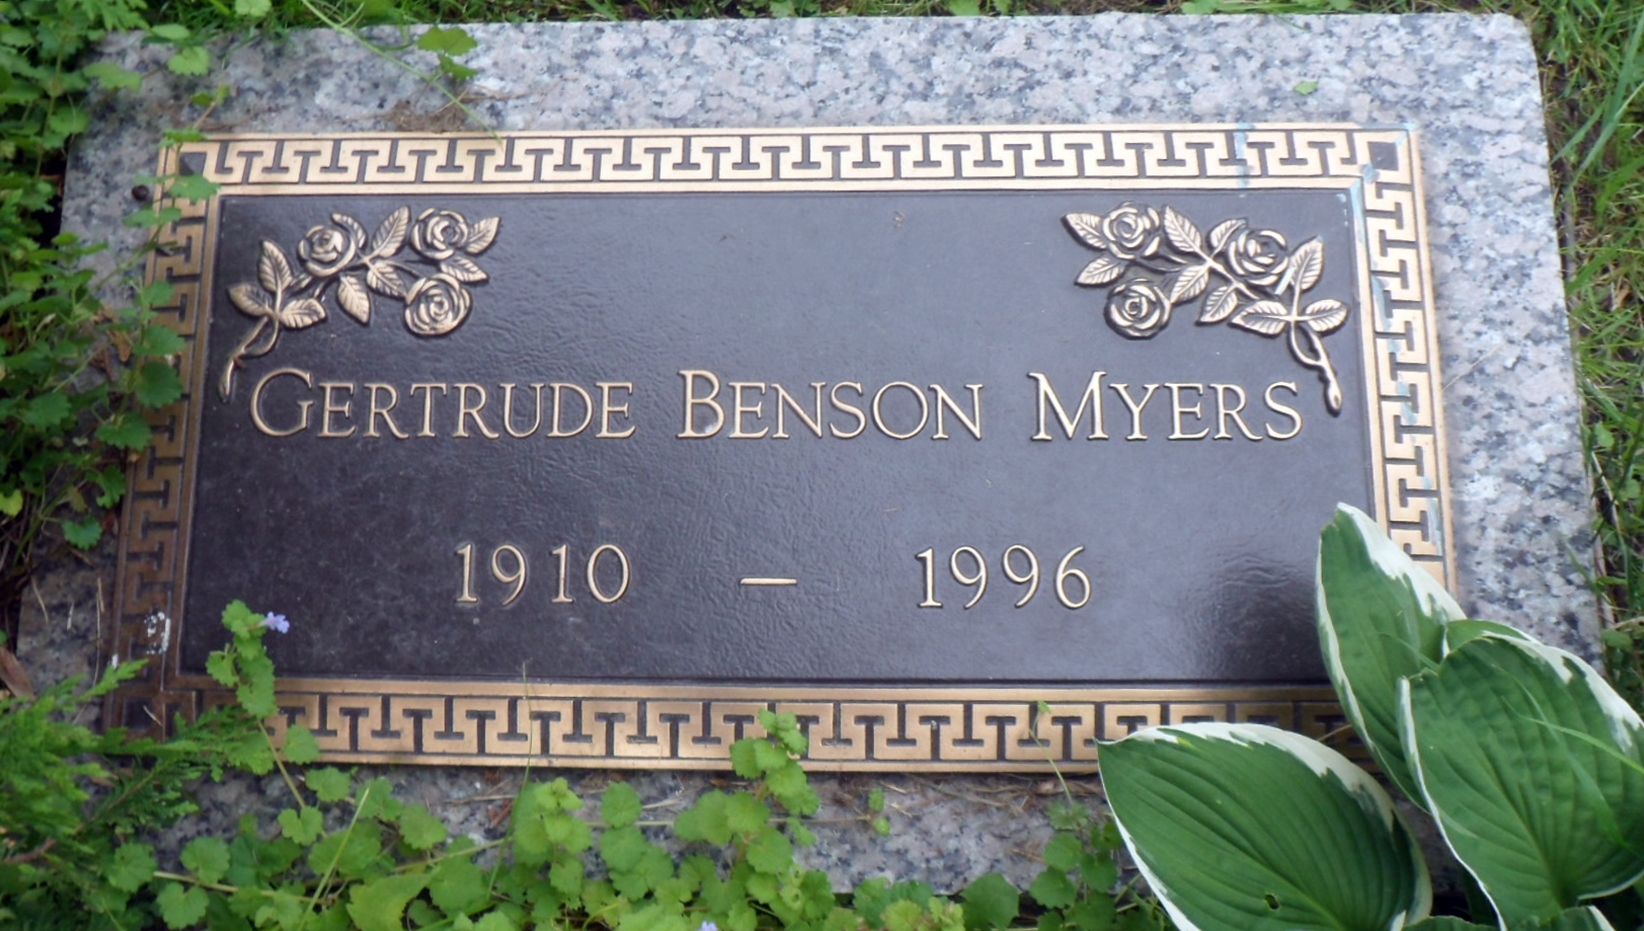 GERTRUDE BENSON MYERS
1910 — 1996